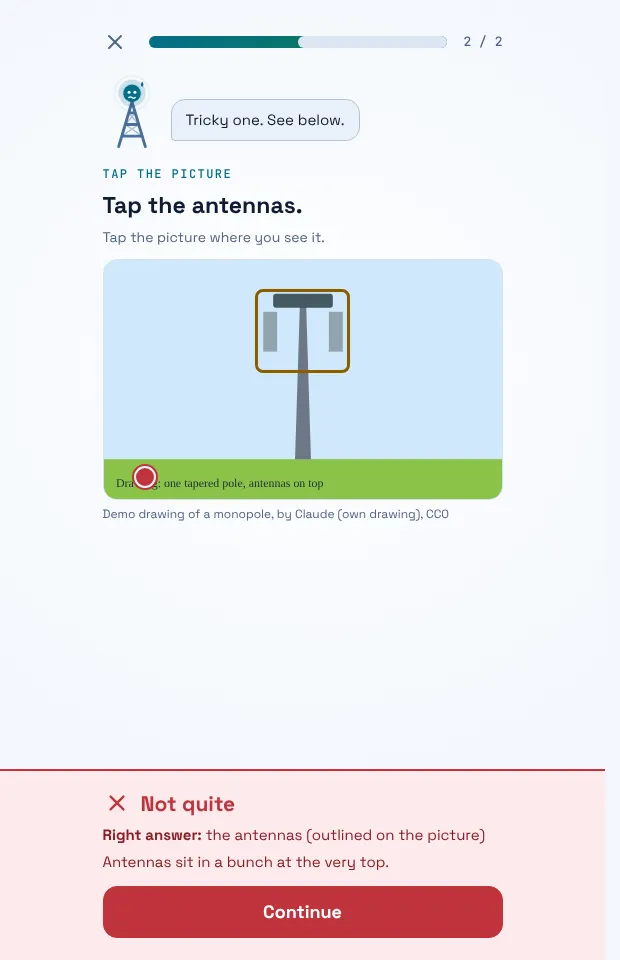 2 / 2
Tricky one. See below.
TAP THE PICTURE
Tap the antennas.
Tap the picture where you see it.
one tapered pole, antennas on top
Demo drawing of a monopole, by Claude (own drawing), CC0
Not quite
Right answer: the antennas (outlined on the picture)
Antennas sit in a bunch at the very top.
Continue